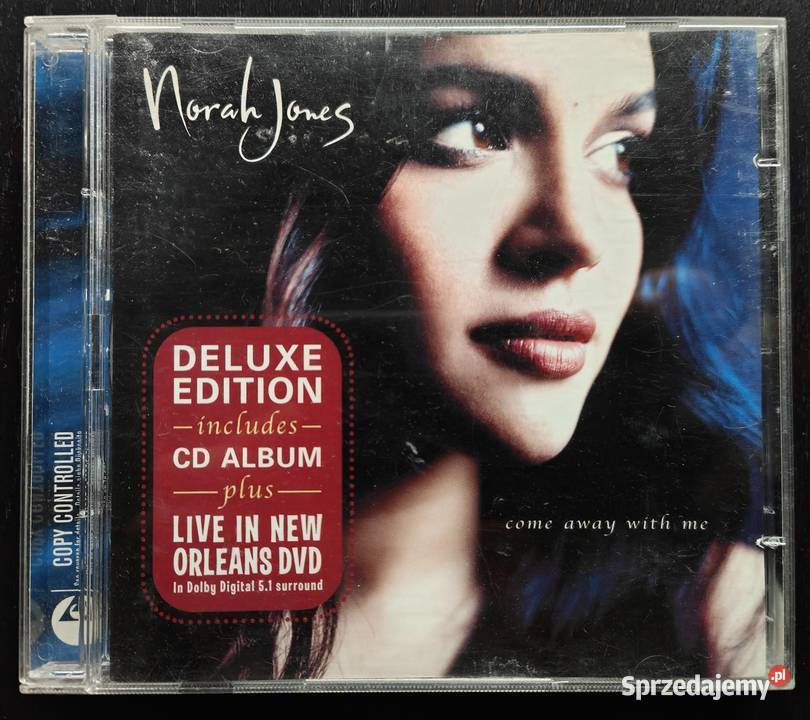 Norah Jones
DELUXE
EDITION
includes
CD ALBUM
plus
LIVE IN NEW
ORLEANS DVD
In Dolby Digital 5.1 surround
come away with me
COPY CONTROLLED
Sprzedajemy.pl